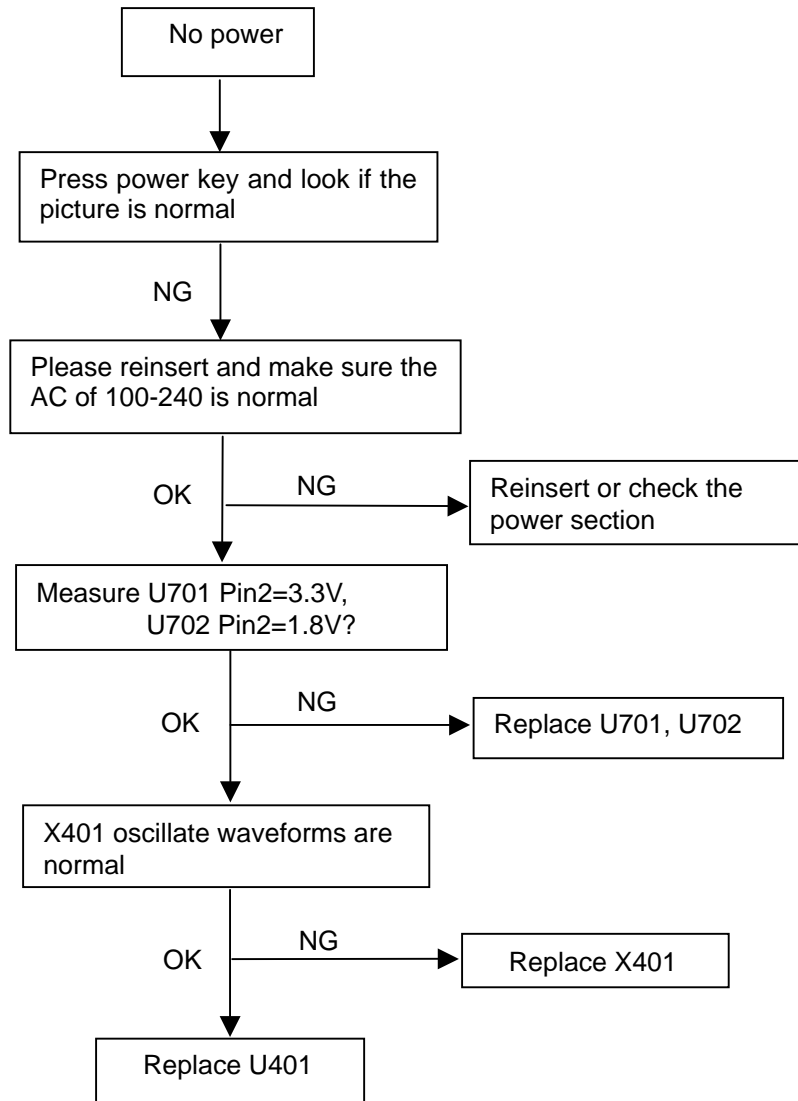 No power
Press power key and look if the
picture is normal
NG
Please reinsert and make sure the
AC of 100-240 is normal
OK
NG
Reinsert or check the
power section
Measure U701 Pin2=3.3V,
U702 Pin2=1.8V?
OK
NG
Replace U701, U702
X401 oscillate waveforms are
normal
OK
NG
Replace X401
Replace U401